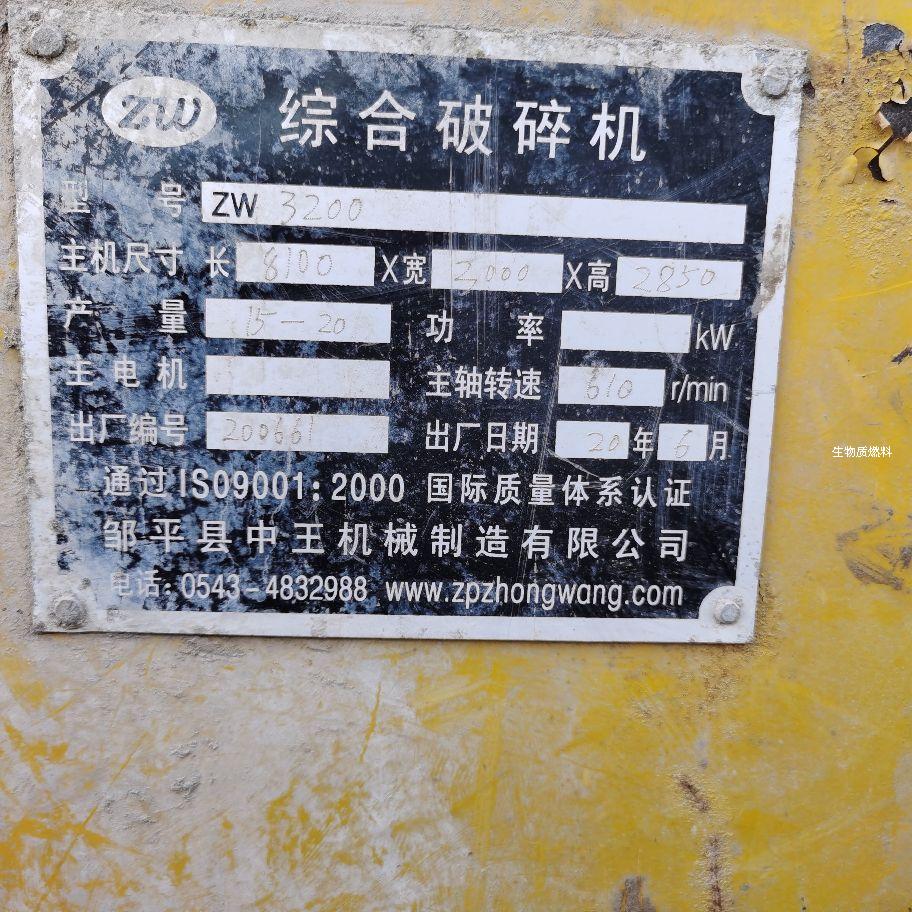 ZW 综合破碎机
型号 ZW 3200
主机尺寸 长 8100 X宽 2,000 X高 2850
产量 15-20 功率 kW
主电机 主轴转速 610 r/min
出厂编号 200661 出厂日期 20 年 6 月
通过ISO9001:2000 国际质量体系认证
邹平县中王机械制造有限公司
电话: 0543-4832988 www.zpzhongwang.com
生物质燃料